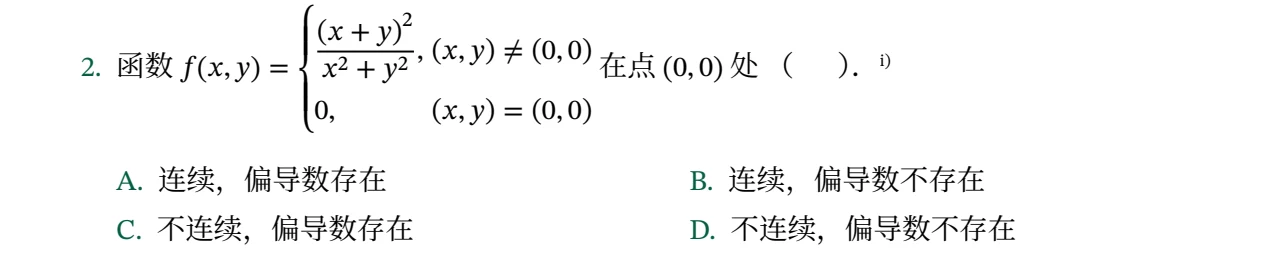 2. 函数 f(x, y) = { (x + y)² / (x² + y²), (x, y) ≠ (0, 0)
0, (x, y) = (0, 0) 在点 (0, 0) 处 （ ）. i)
A. 连续，偏导数存在
B. 连续，偏导数不存在
C. 不连续，偏导数存在
D. 不连续，偏导数不存在